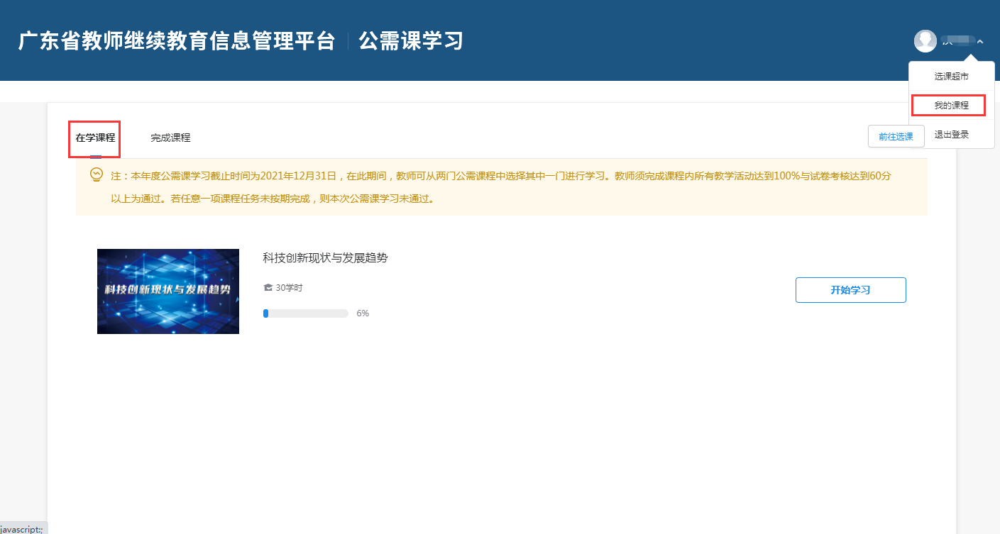 广东省教师继续教育信息管理平台 公需课学习
选课超市
我的课程
退出登录
在学课程 完成课程 前往选课
注：本年度公需课学习截止时间为2021年12月31日，在此期间，教师可从两门公需课程中选择其中一门进行学习。教师须完成课程内所有教学活动达到100%与试卷考核达到60分
以上为通过。若任意一项课程任务未按期完成，则本次公需课学习未通过。
科技创新现状与发展趋势
科技创新现状与发展趋势
30学时
开始学习
6%
javascript:;